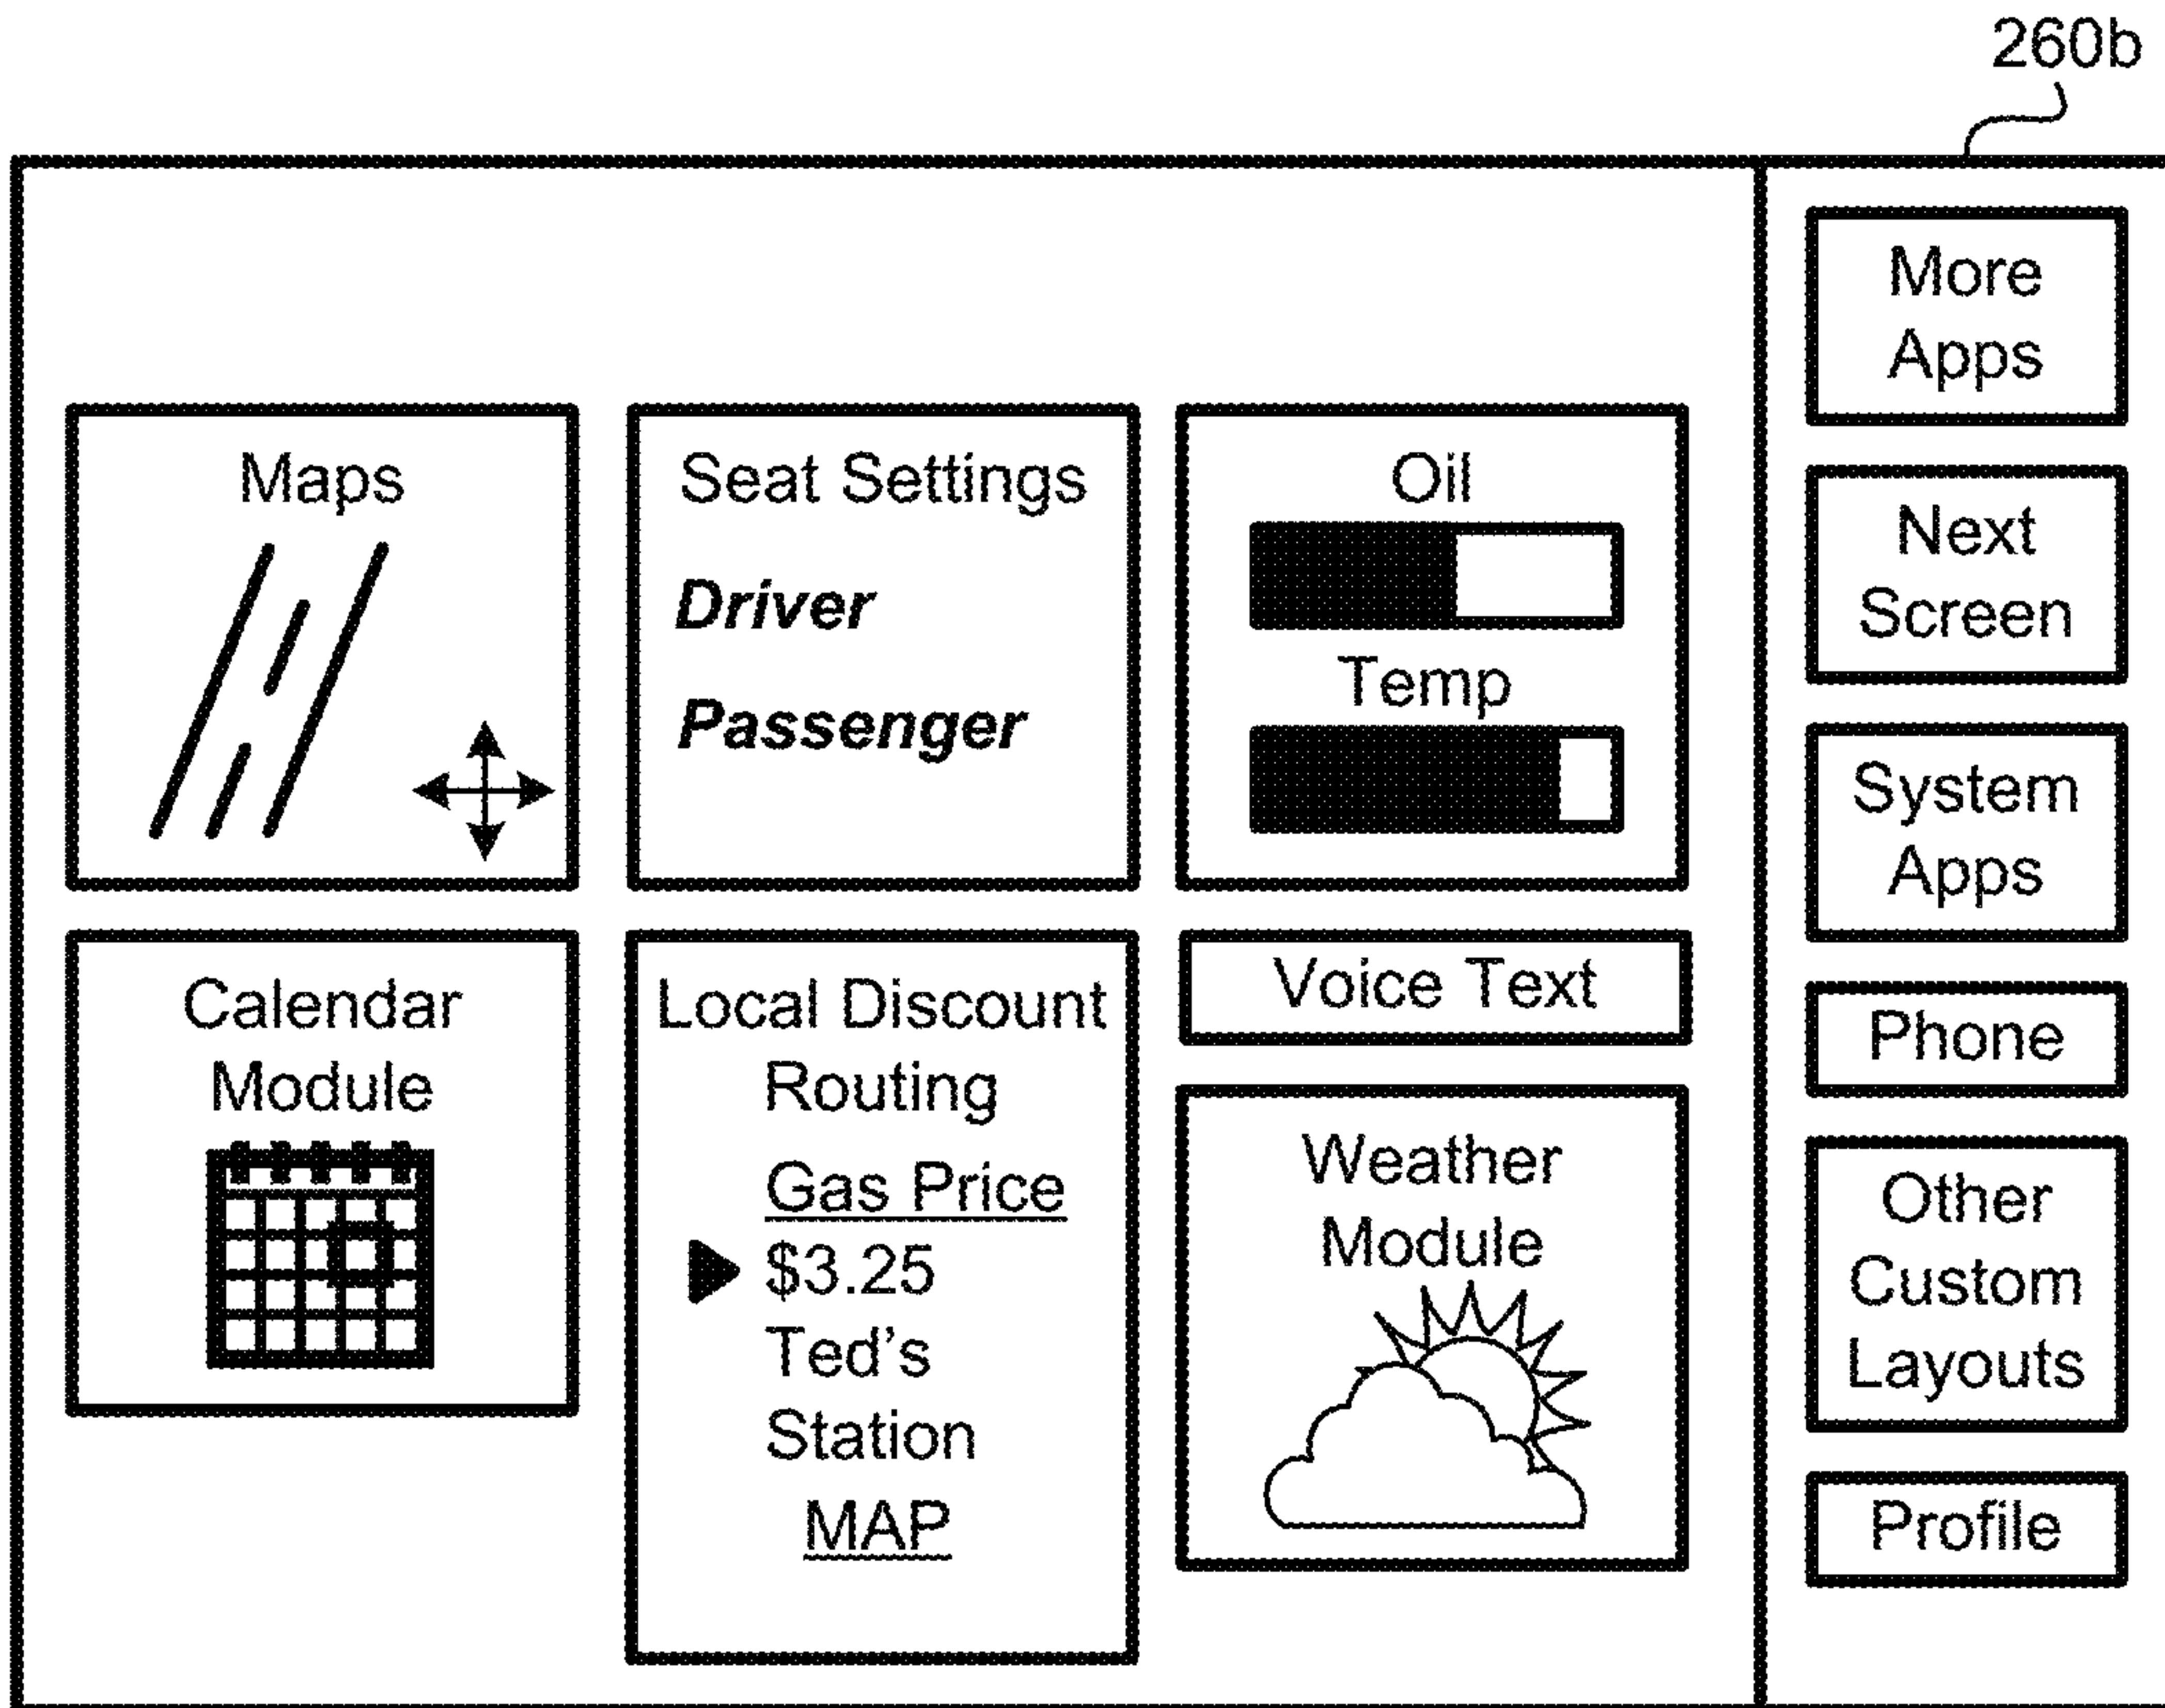 260b
Maps
Seat Settings
Driver
Passenger
Oil
Temp
Calendar
Module
Local Discount
Routing
Gas Price
$3.25
Ted's
Station
MAP
Voice Text
Weather
Module
More
Apps
Next
Screen
System
Apps
Phone
Other
Custom
Layouts
Profile